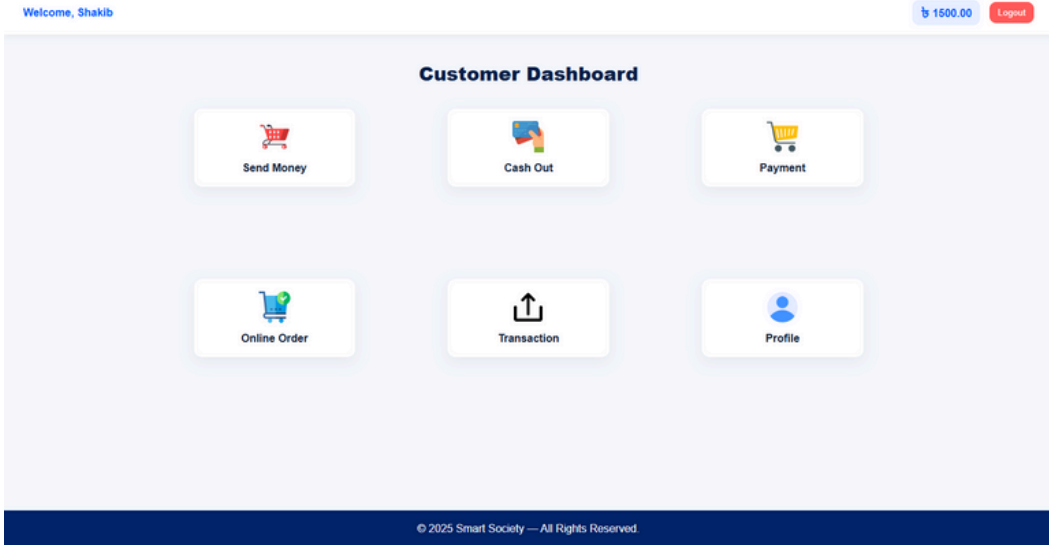 Welcome, Shakib
৳ 1500.00
Logout
Customer Dashboard
Send Money
Cash Out
Payment
Online Order
Transaction
Profile
© 2025 Smart Society — All Rights Reserved.